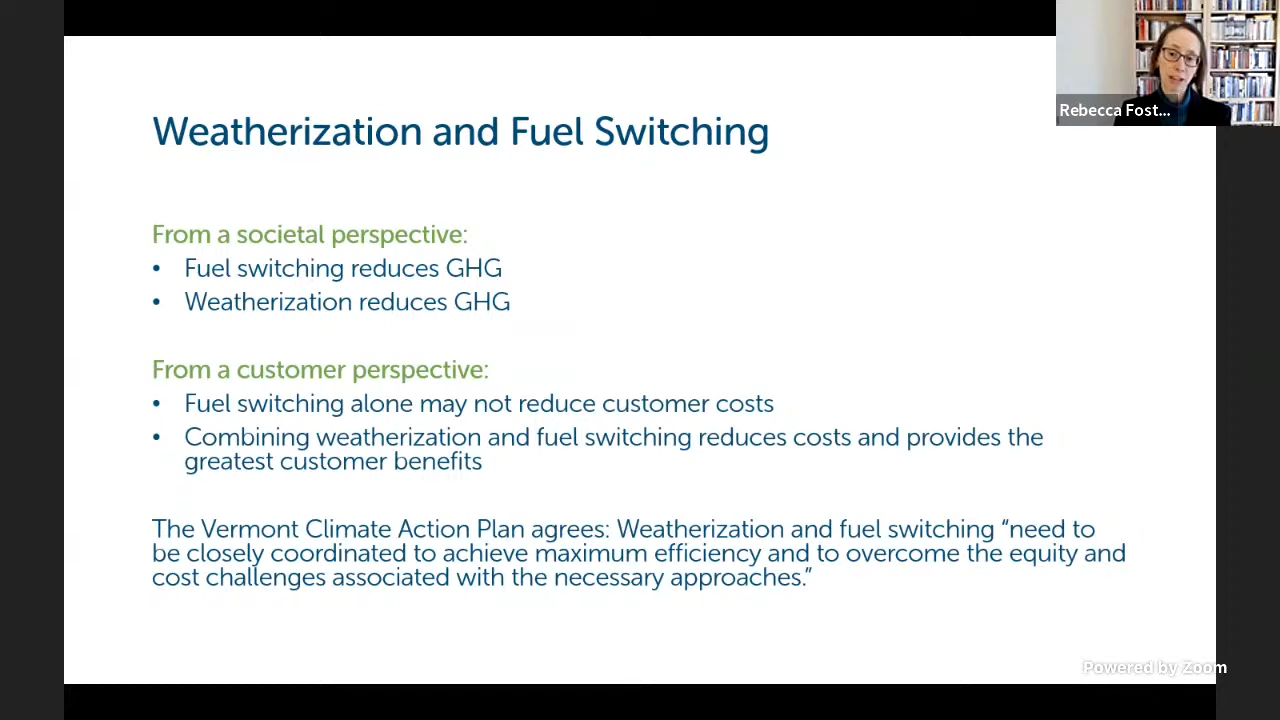 Rebecca Fost...
Weatherization and Fuel Switching
From a societal perspective:
• Fuel switching reduces GHG
• Weatherization reduces GHG
From a customer perspective:
• Fuel switching alone may not reduce customer costs
• Combining weatherization and fuel switching reduces costs and provides the
greatest customer benefits
The Vermont Climate Action Plan agrees: Weatherization and fuel switching “need to
be closely coordinated to achieve maximum efficiency and to overcome the equity and
cost challenges associated with the necessary approaches.”
Powered by Zoom